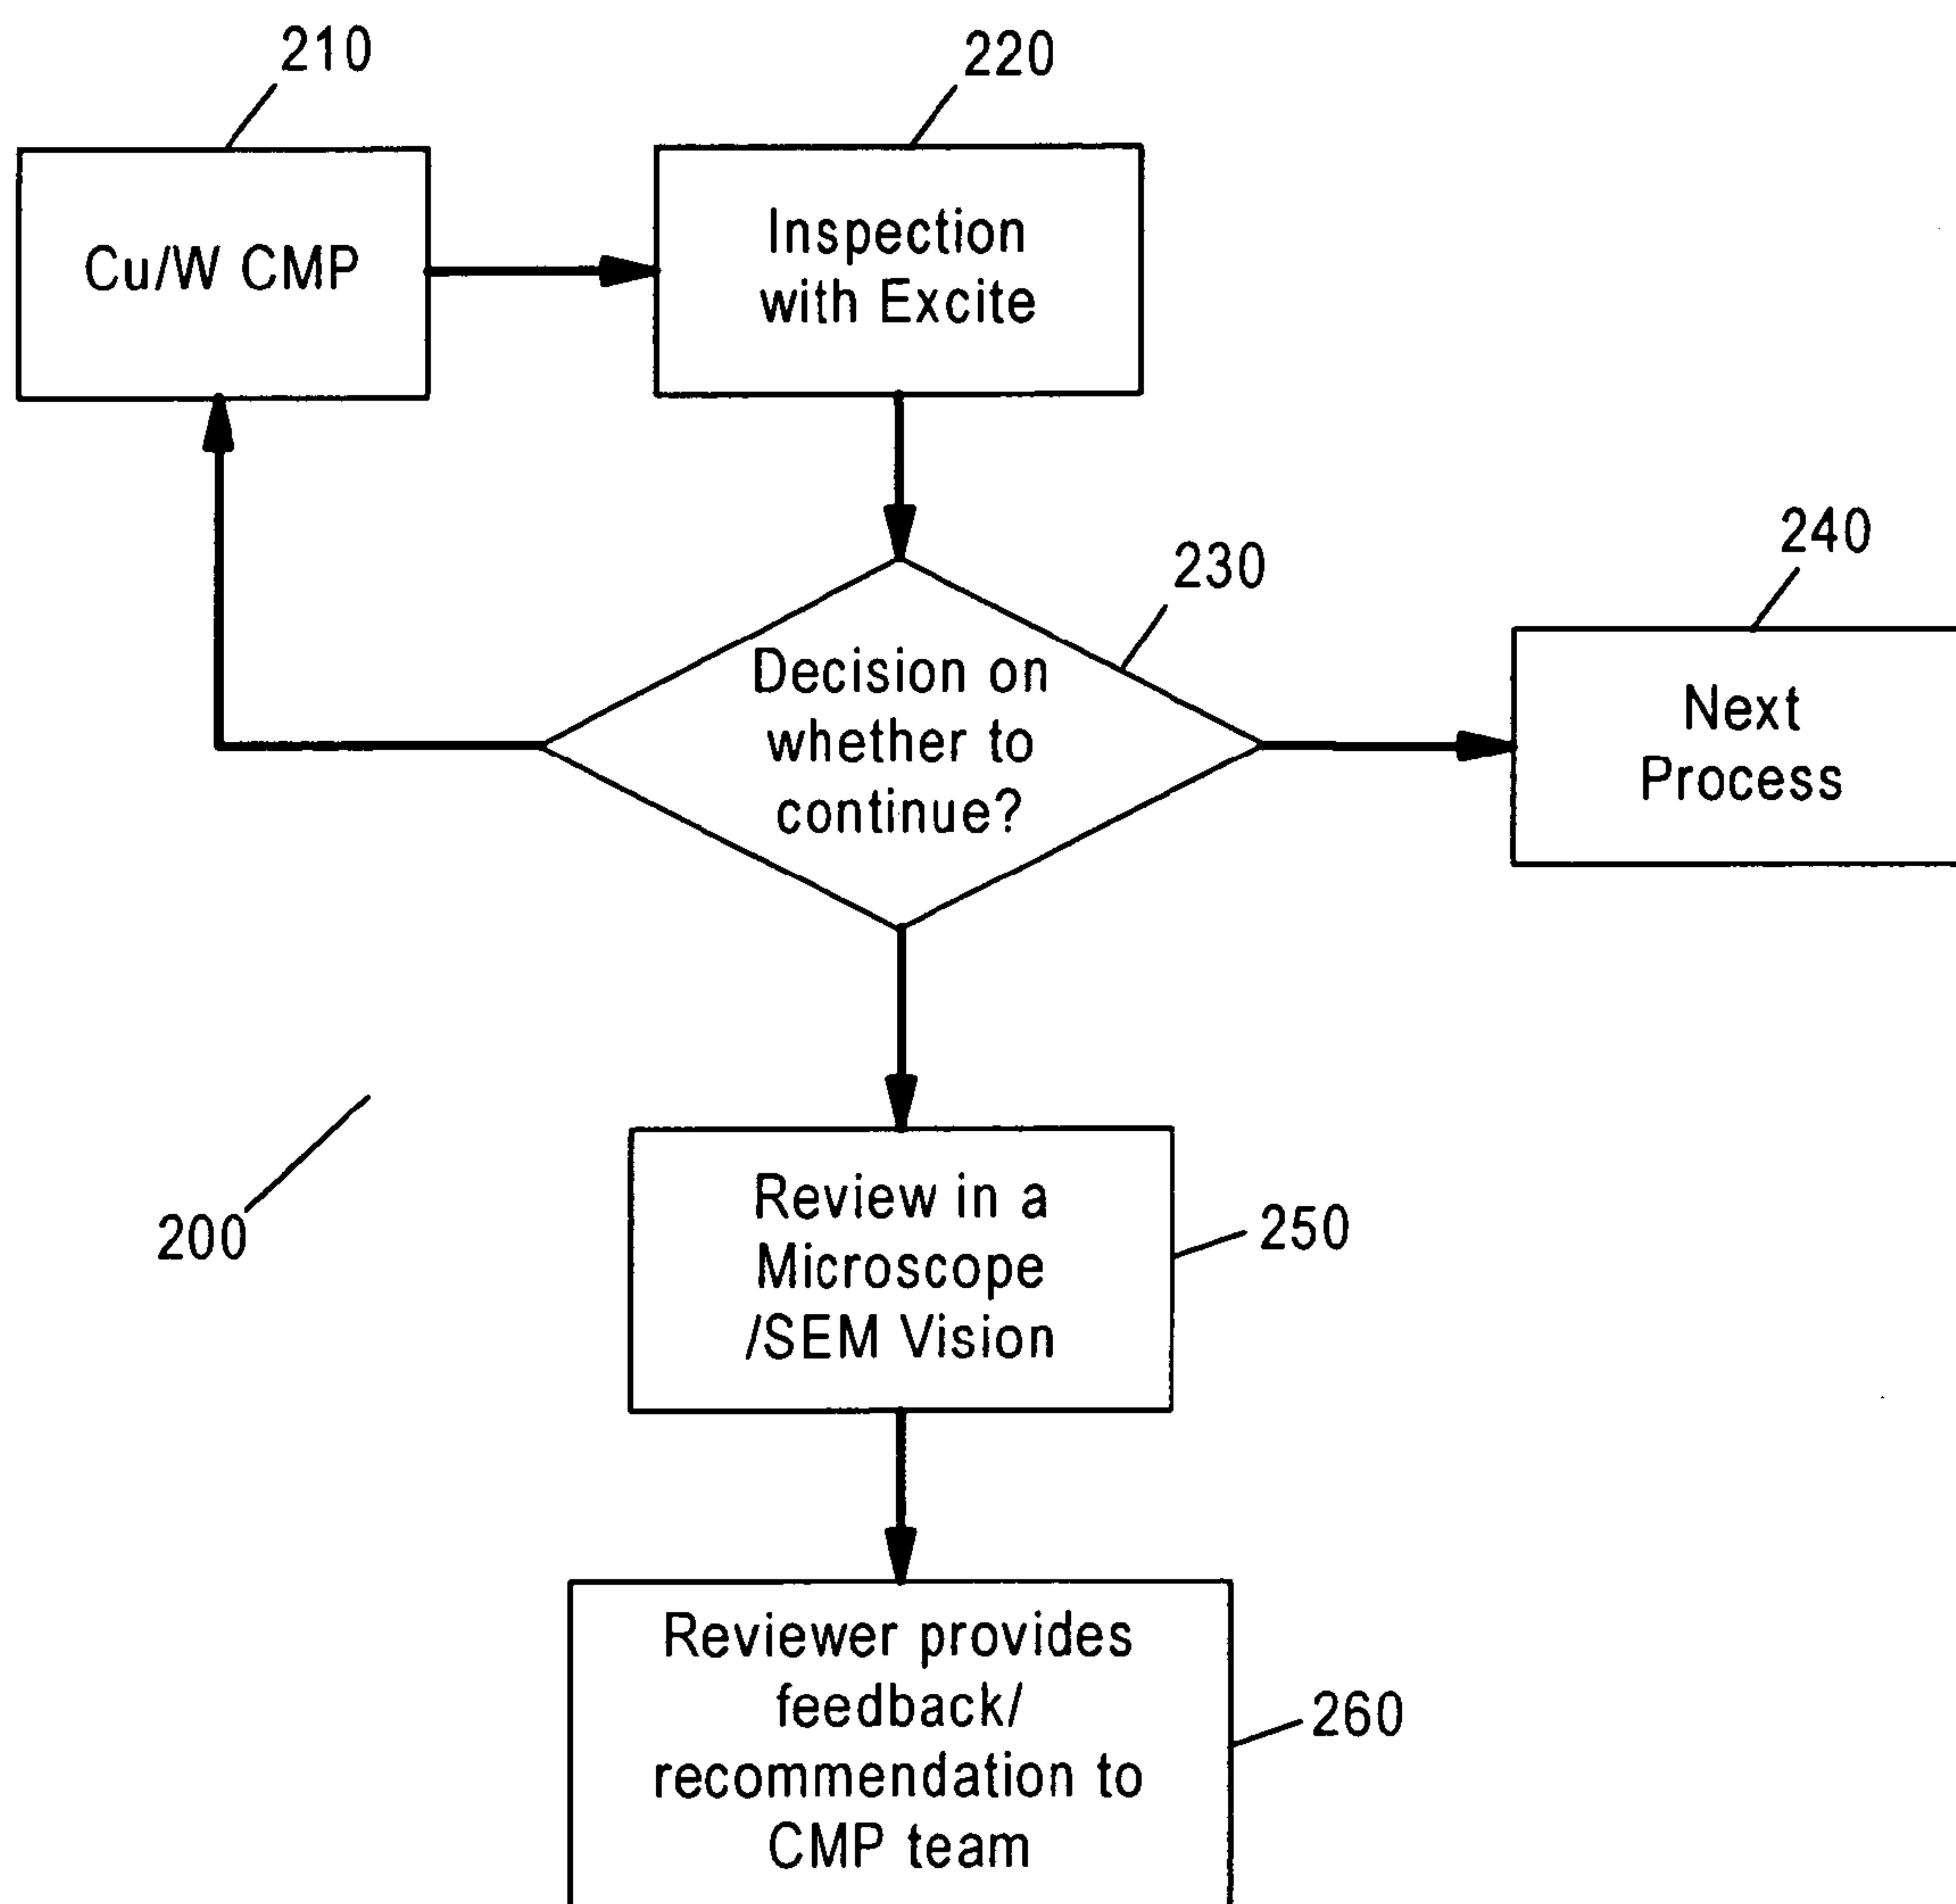 210
220
Cu/W CMP
Inspection
with Excite
230
240
Decision on
whether to
continue?
Next
Process
200
Review in a
Microscope
/SEM Vision
250
Reviewer provides
feedback/
recommendation to
CMP team
260